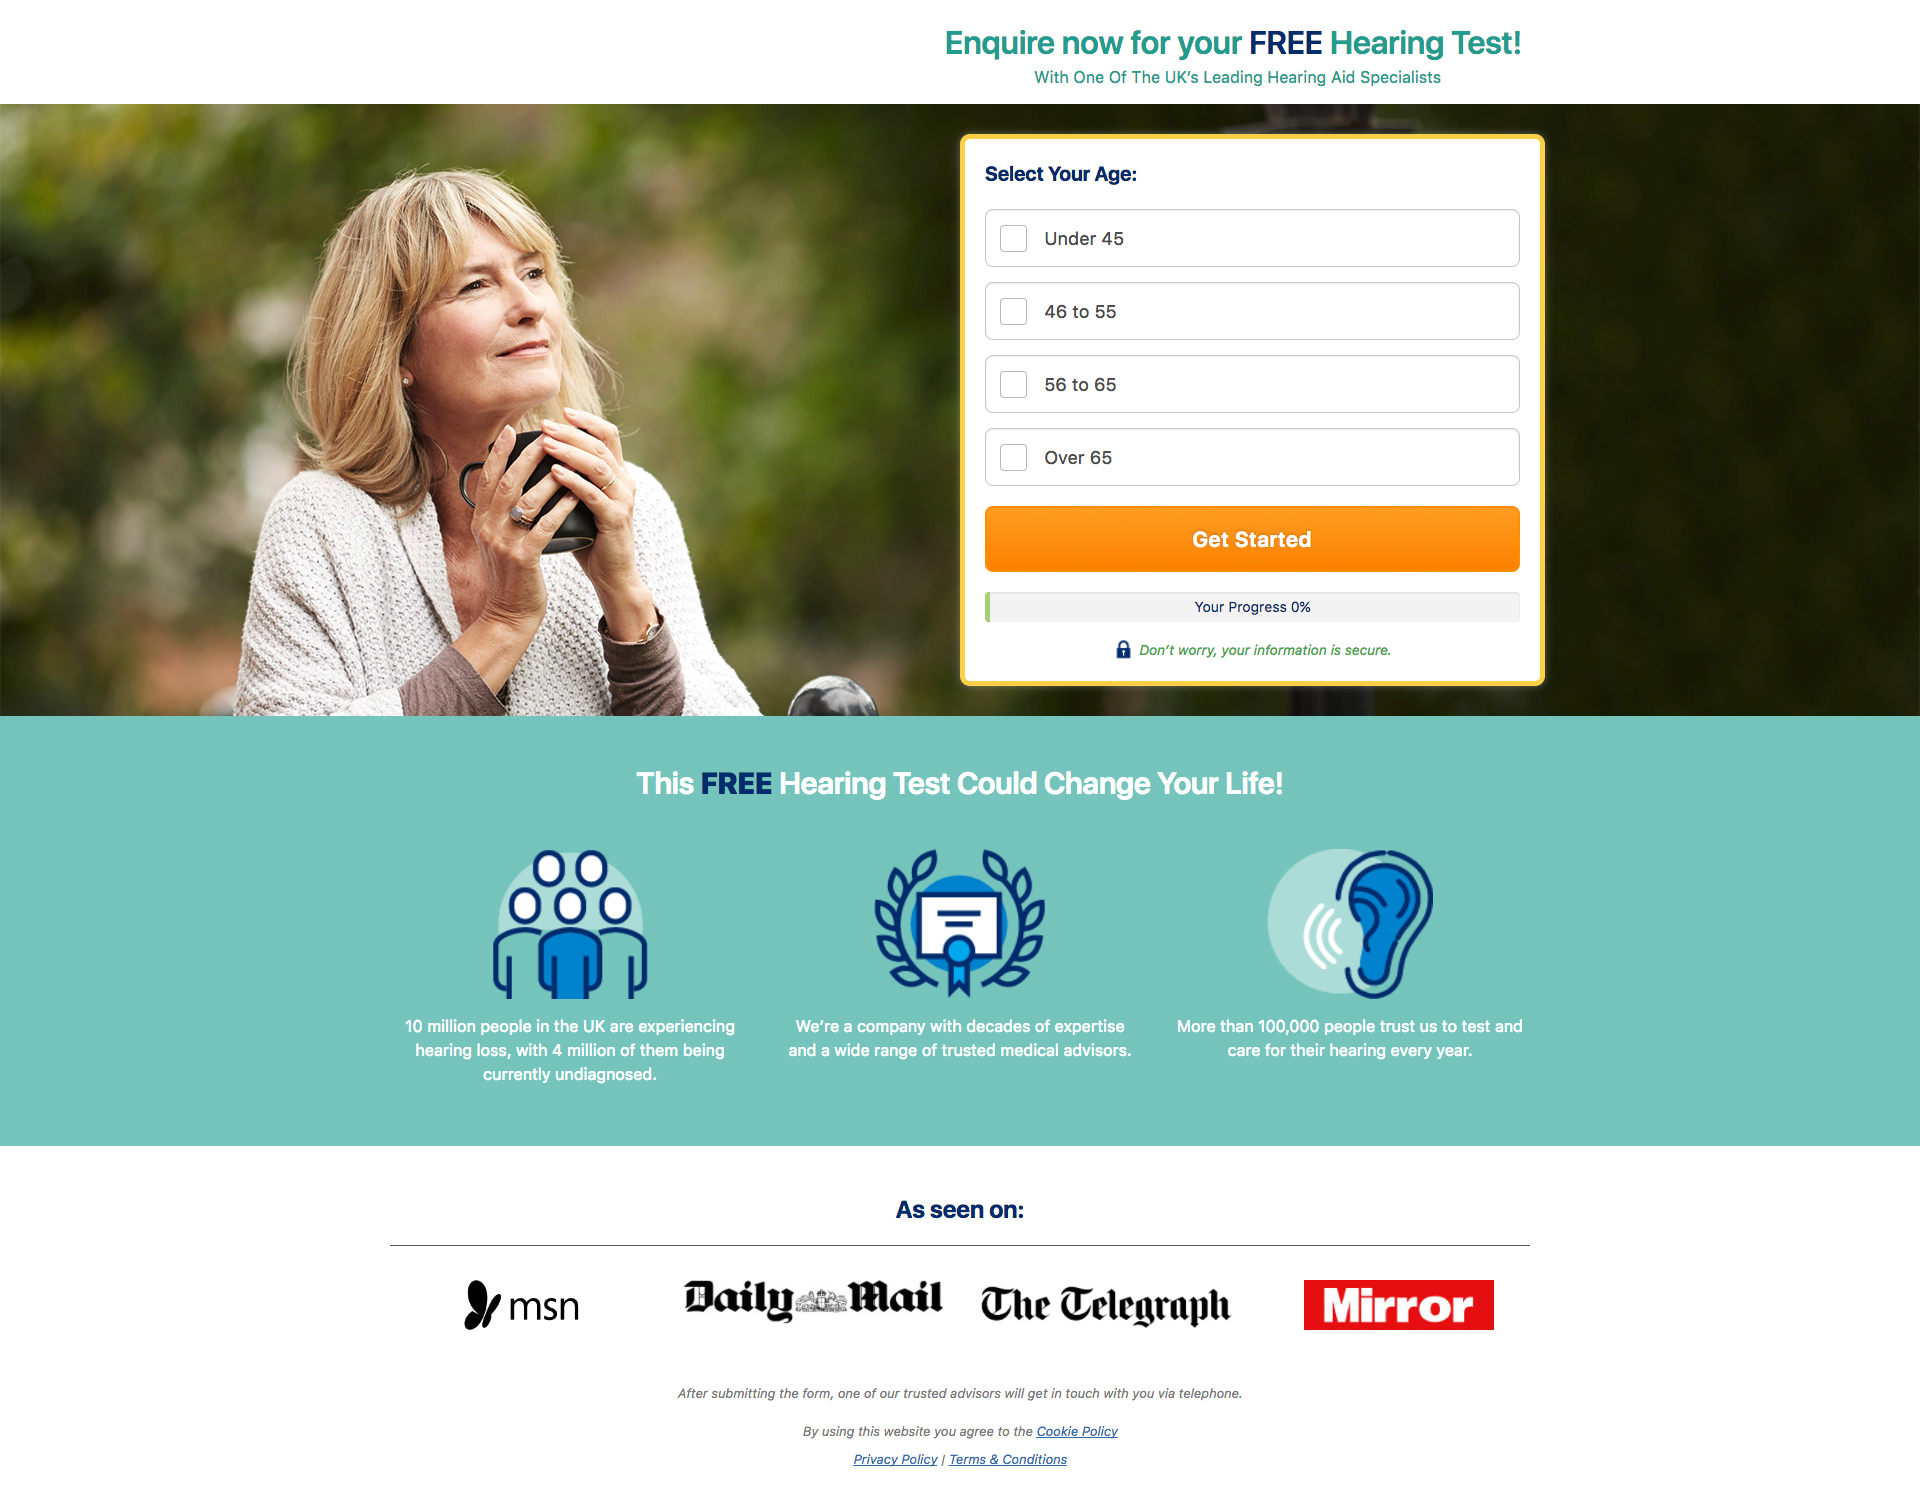 Enquire now for your FREE Hearing Test!
With One Of The UK's Leading Hearing Aid Specialists
Select Your Age:
Under 45
46 to 55
56 to 65
Over 65
Get Started
Your Progress 0%
Don't worry, your information is secure.
This FREE Hearing Test Could Change Your Life!
10 million people in the UK are experiencing
hearing loss, with 4 million of them being
currently undiagnosed.
We're a company with decades of expertise
and a wide range of trusted medical advisors.
More than 100,000 people trust us to test and
care for their hearing every year.
As seen on:
msn
Daily Mail
The Telegraph
Mirror
After submitting the form, one of our trusted advisors will get in touch with you via telephone.
By using this website you agree to the Cookie Policy
Privacy Policy | Terms & Conditions